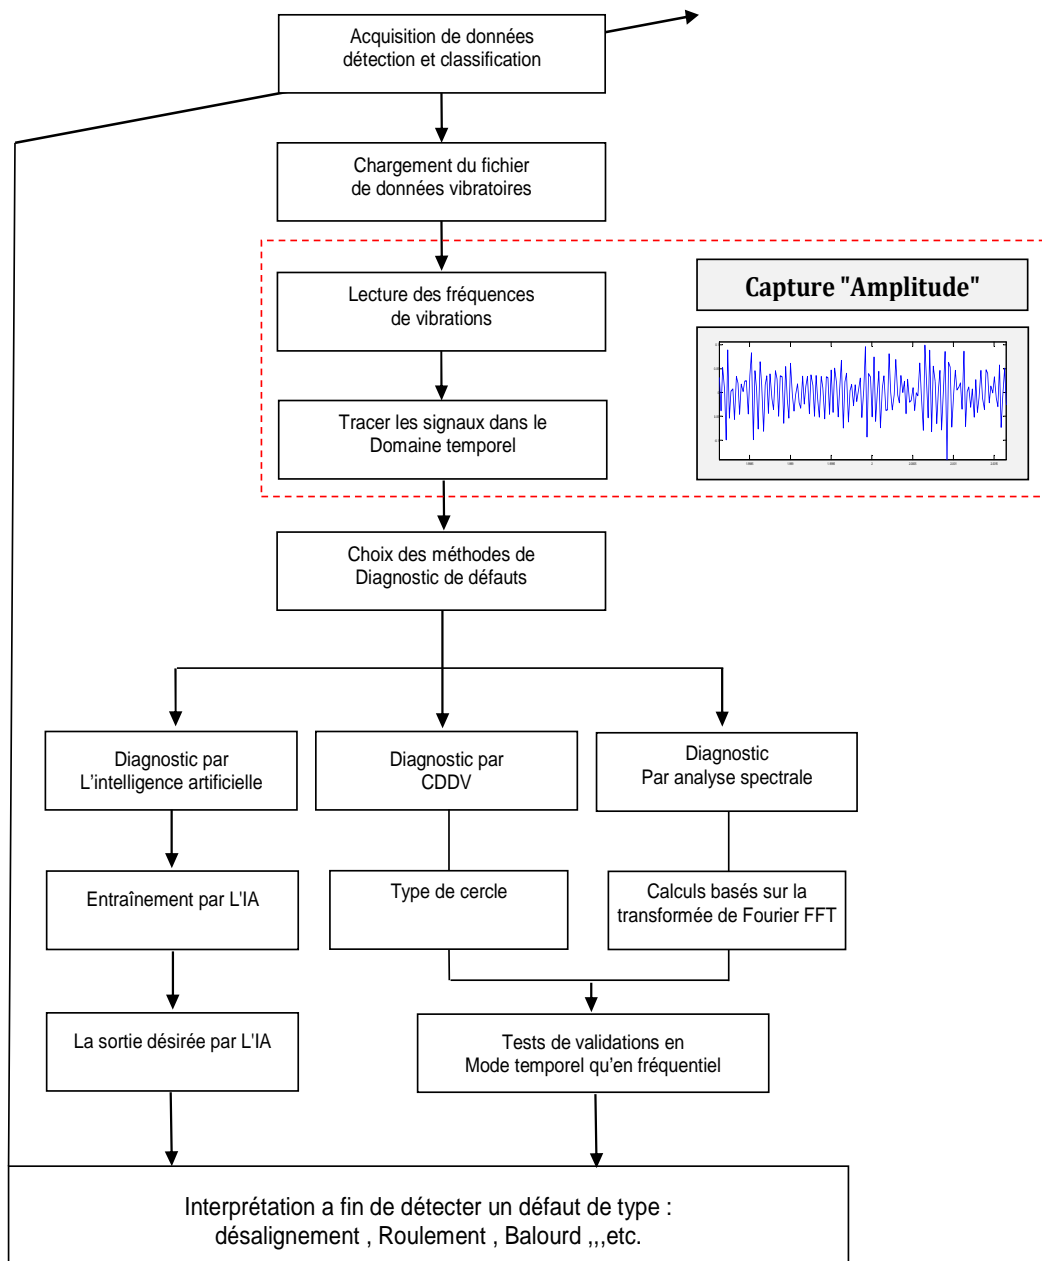 Acquisition de données
détection et classification
Chargement du fichier
de données vibratoires
Lecture des fréquences
de vibrations
Capture "Amplitude"
Tracer les signaux dans le
Domaine temporel
Choix des méthodes de
Diagnostic de défauts
Diagnostic par
L'intelligence artificielle
Diagnostic par
CDDV
Diagnostic
Par analyse spectrale
Entraînement par L'IA
Type de cercle
Calculs basés sur la
transformée de Fourier FFT
La sortie désirée par L'IA
Tests de validations en
Mode temporel qu'en fréquentiel
Interprétation a fin de détecter un défaut de type :
désalignement , Roulement , Balourd ,,,etc.